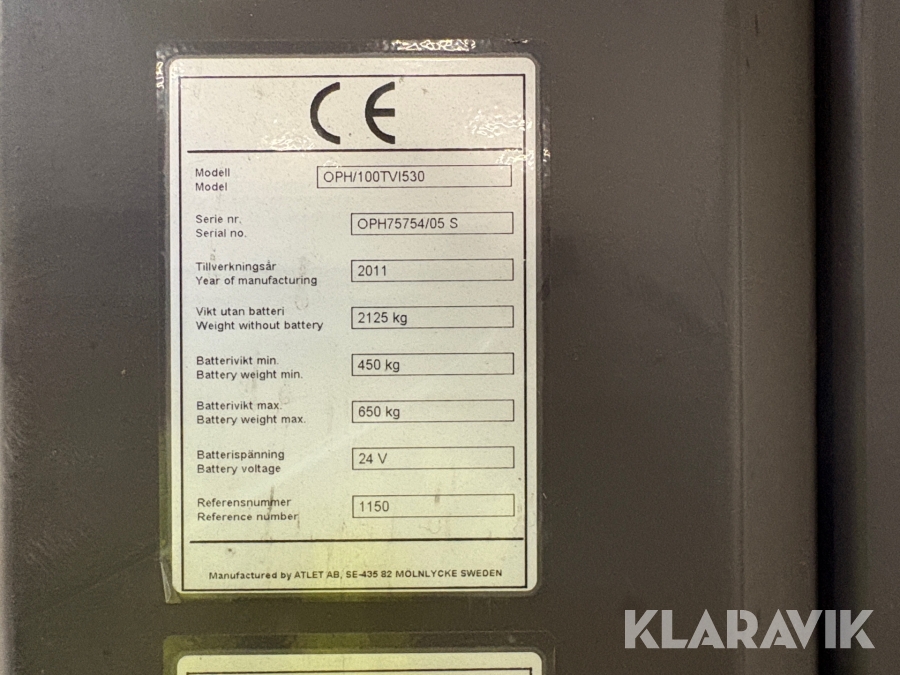 CE
Modell
Model
OPH/100TVI530
Serie nr.
Serial no.
OPH75754/05 S
Tillverkningsår
Year of manufacturing
2011
Vikt utan batteri
Weight without battery
2125 kg
Batterivikt min.
Battery weight min.
450 kg
Batterivikt max.
Battery weight max.
650 kg
Batterispänning
Battery voltage
24 V
Referensnummer
Reference number
1150
Manufactured by ATLET AB, SE-435 82 MÖLNLYCKE SWEDEN
KLARAVIK